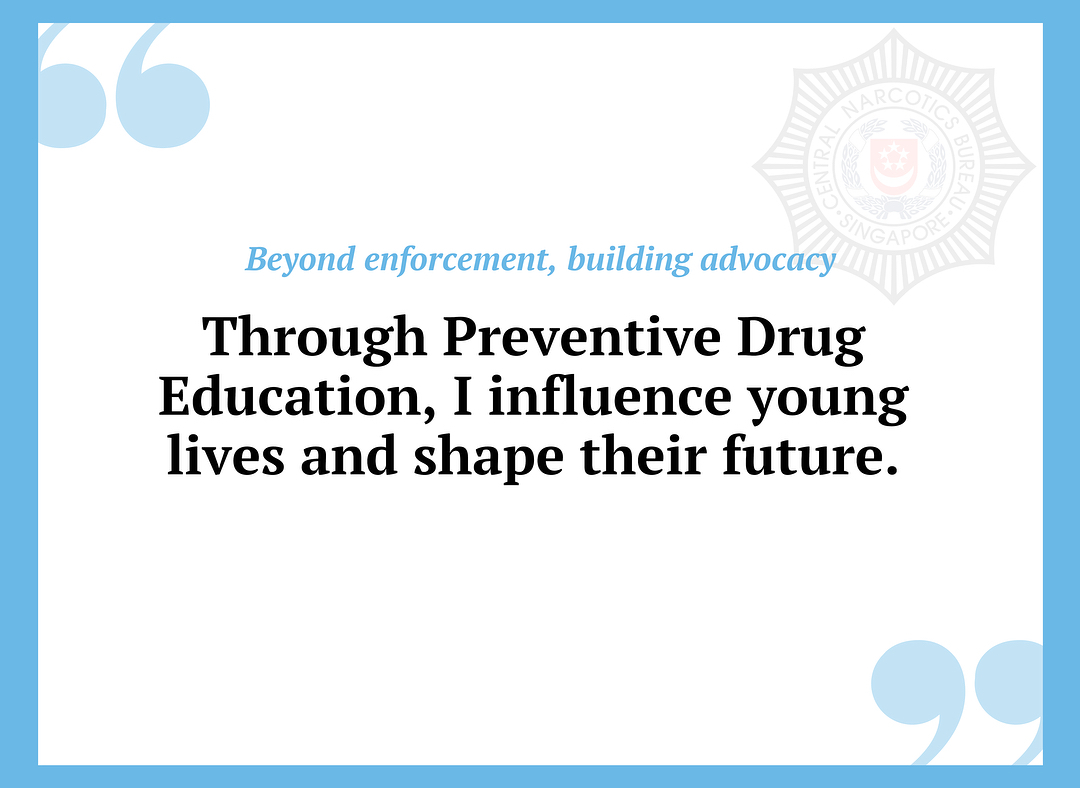 CENTRAL NARCOTICS BUREAU
• SINGAPORE •
Beyond enforcement, building advocacy
Through Preventive Drug
Education, I influence young
lives and shape their future.